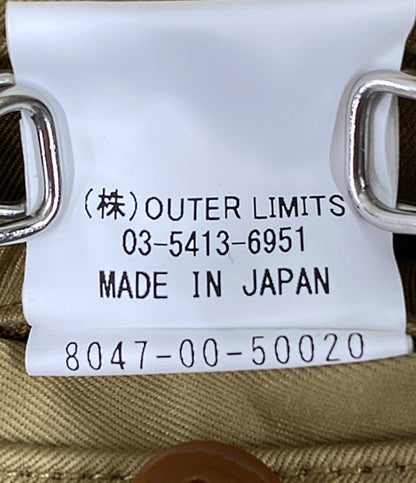 (株)OUTER LIMITS
03-5413-6951
MADE IN JAPAN
8047-00-50020